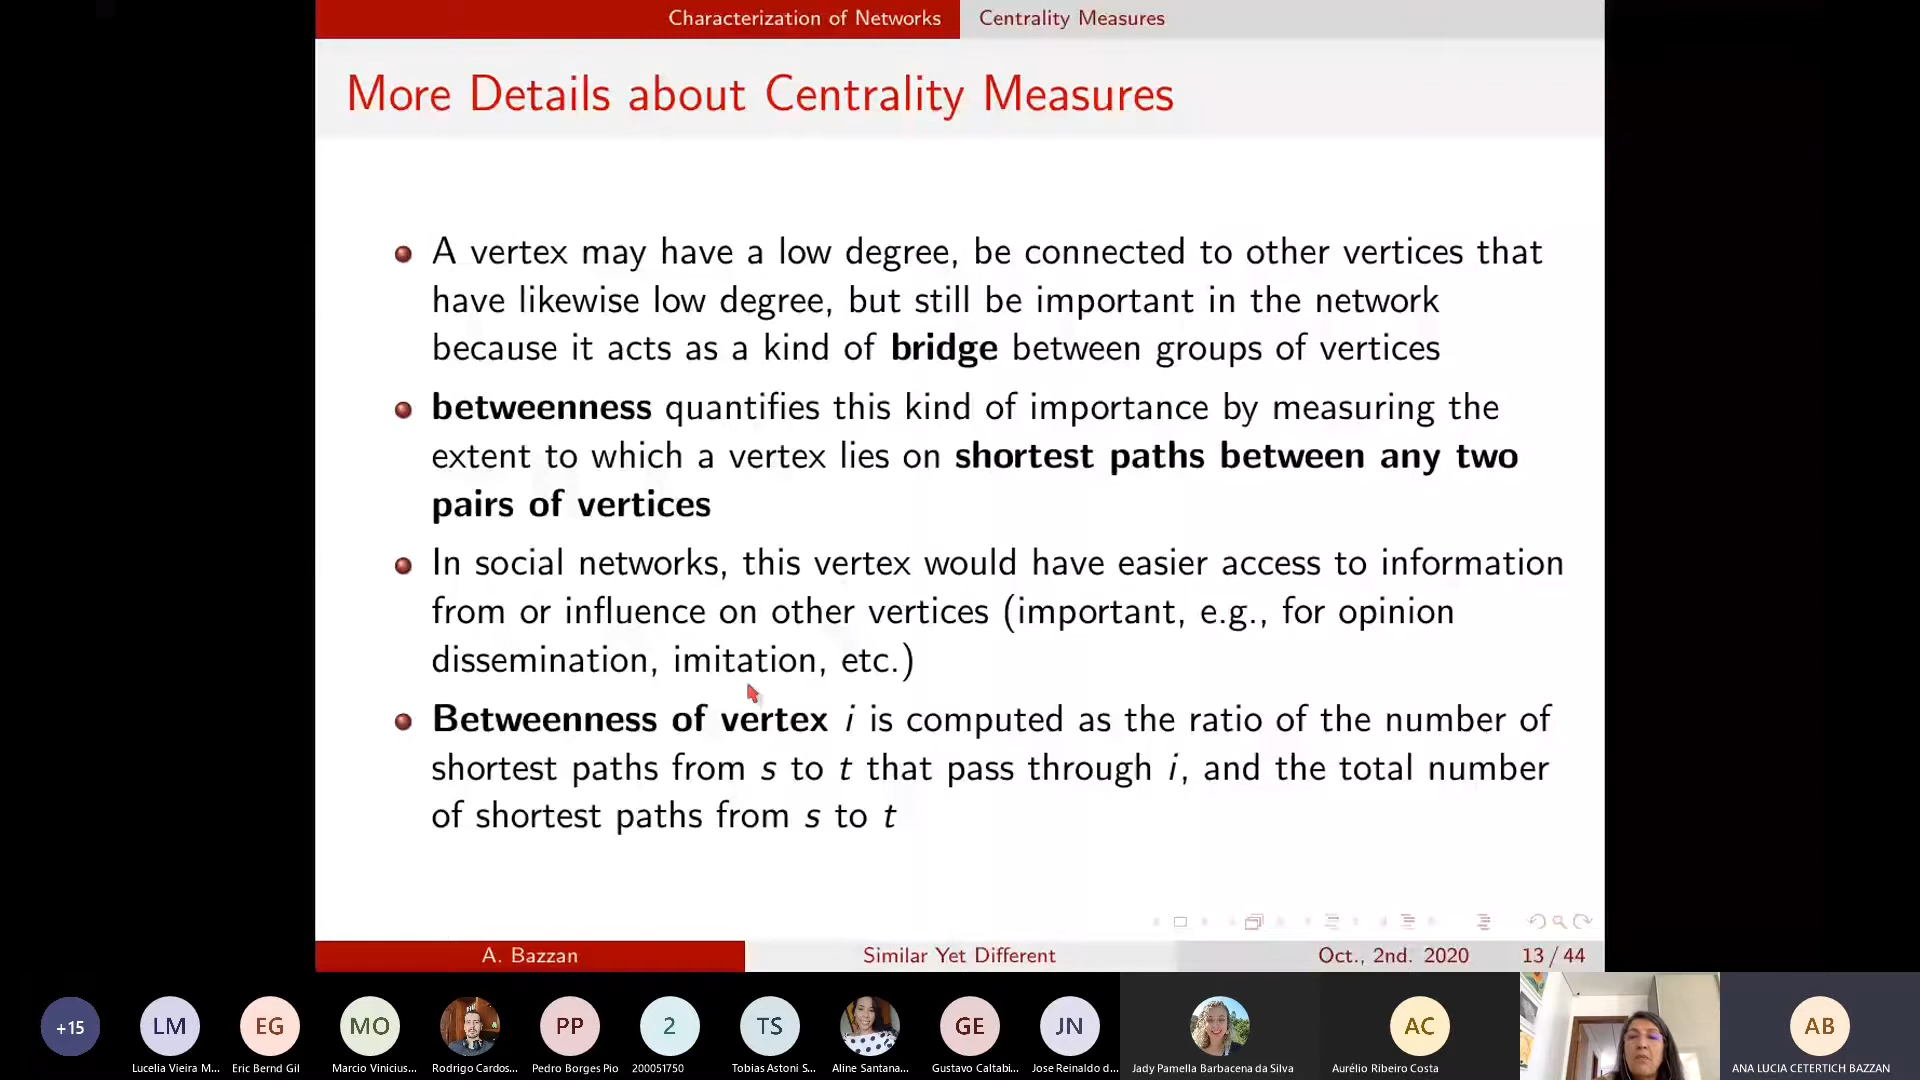 Characterization of Networks
Centrality Measures
More Details about Centrality Measures
A vertex may have a low degree, be connected to other vertices that
have likewise low degree, but still be important in the network
because it acts as a kind of bridge between groups of vertices
betweenness quantifies this kind of importance by measuring the
extent to which a vertex lies on shortest paths between any two
pairs of vertices
In social networks, this vertex would have easier access to information
from or influence on other vertices (important, e.g., for opinion
dissemination, imitation, etc.)
Betweenness of vertex i is computed as the ratio of the number of
shortest paths from s to t that pass through i, and the total number
of shortest paths from s to t
A. Bazzan
Similar Yet Different
Oct., 2nd. 2020
13 / 44
+15
LM
EG
MO
PP
2
TS
GE
JN
AC
AB
Lucelia Vieira M...
Eric Bernd Gil
Marcio Vinicius...
Rodrigo Cardos...
Pedro Borges Pio
200051750
Tobias Astoni S...
Aline Santana...
Gustavo Caltabi...
Jose Reinaldo d...
Jady Pamella Barbacena da Silva
Aurélio Ribeiro Costa
ANA LUCIA CETERTICH BAZZAN